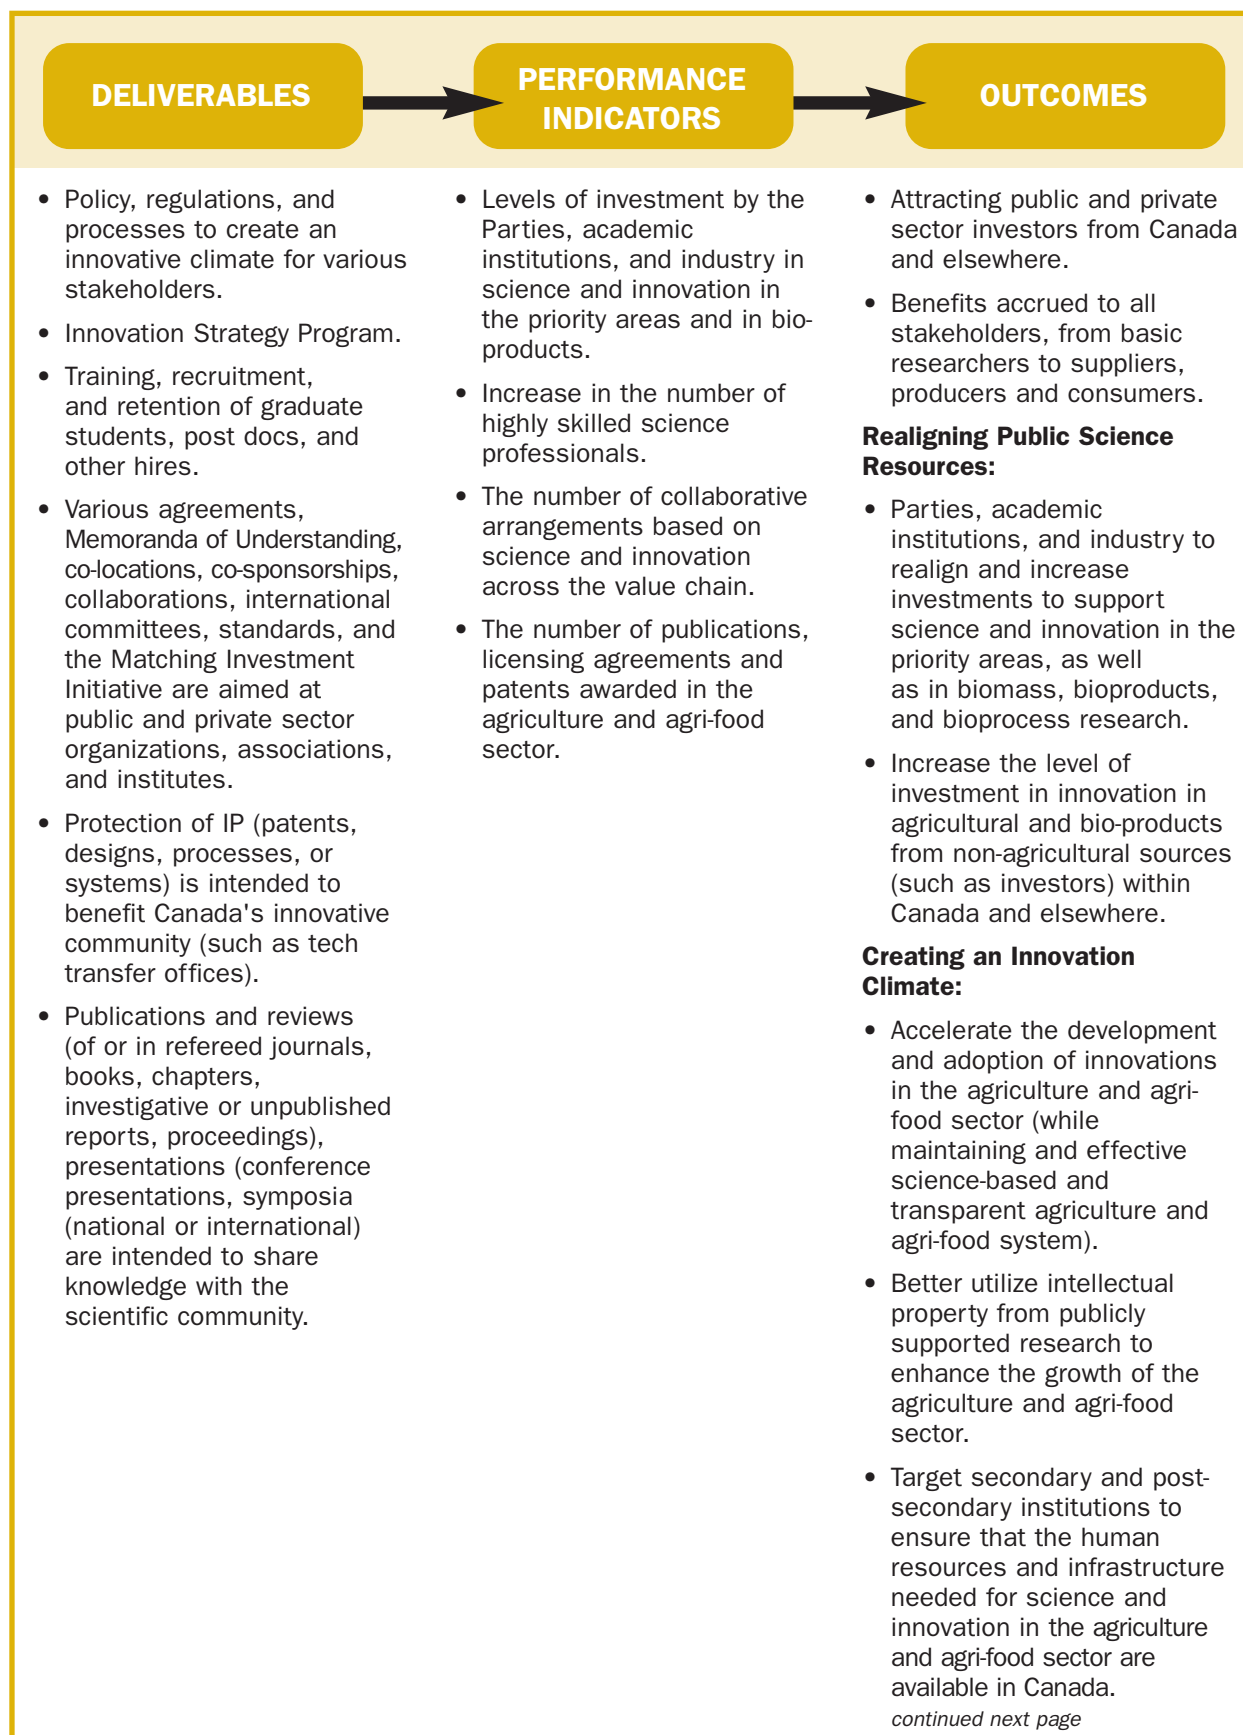 DELIVERABLES
PERFORMANCE
INDICATORS
OUTCOMES
• Policy, regulations, and
processes to create an
innovative climate for various
stakeholders.
• Innovation Strategy Program.
• Training, recruitment,
and retention of graduate
students, post docs, and
other hires.
• Various agreements,
Memoranda of Understanding,
co-locations, co-sponsorships,
collaborations, international
committees, standards, and
the Matching Investment
Initiative are aimed at
public and private sector
organizations, associations,
and institutes.
• Protection of IP (patents,
designs, processes, or
systems) is intended to
benefit Canada's innovative
community (such as tech
transfer offices).
• Publications and reviews
(of or in refereed journals,
books, chapters,
investigative or unpublished
reports, proceedings),
presentations (conference
presentations, symposia
(national or international)
are intended to share
knowledge with the
scientific community.
• Levels of investment by the
Parties, academic
institutions, and industry in
science and innovation in
the priority areas and in bio-
products.
• Increase in the number of
highly skilled science
professionals.
• The number of collaborative
arrangements based on
science and innovation
across the value chain.
• The number of publications,
licensing agreements and
patents awarded in the
agriculture and agri-food
sector.
• Attracting public and private
sector investors from Canada
and elsewhere.
• Benefits accrued to all
stakeholders, from basic
researchers to suppliers,
producers and consumers.
Realigning Public Science
Resources:
• Parties, academic
institutions, and industry to
realign and increase
investments to support
science and innovation in the
priority areas, as well
as in biomass, bioproducts,
and bioprocess research.
• Increase the level of
investment in innovation in
agricultural and bio-products
from non-agricultural sources
(such as investors) within
Canada and elsewhere.
Creating an Innovation
Climate:
• Accelerate the development
and adoption of innovations
in the agriculture and agri-
food sector (while
maintaining and effective
science-based and
transparent agriculture and
agri-food system).
• Better utilize intellectual
property from publicly
supported research to
enhance the growth of the
agriculture and agri-food
sector.
• Target secondary and post-
secondary institutions to
ensure that the human
resources and infrastructure
needed for science and
innovation in the agriculture
and agri-food sector are
available in Canada.
continued next page